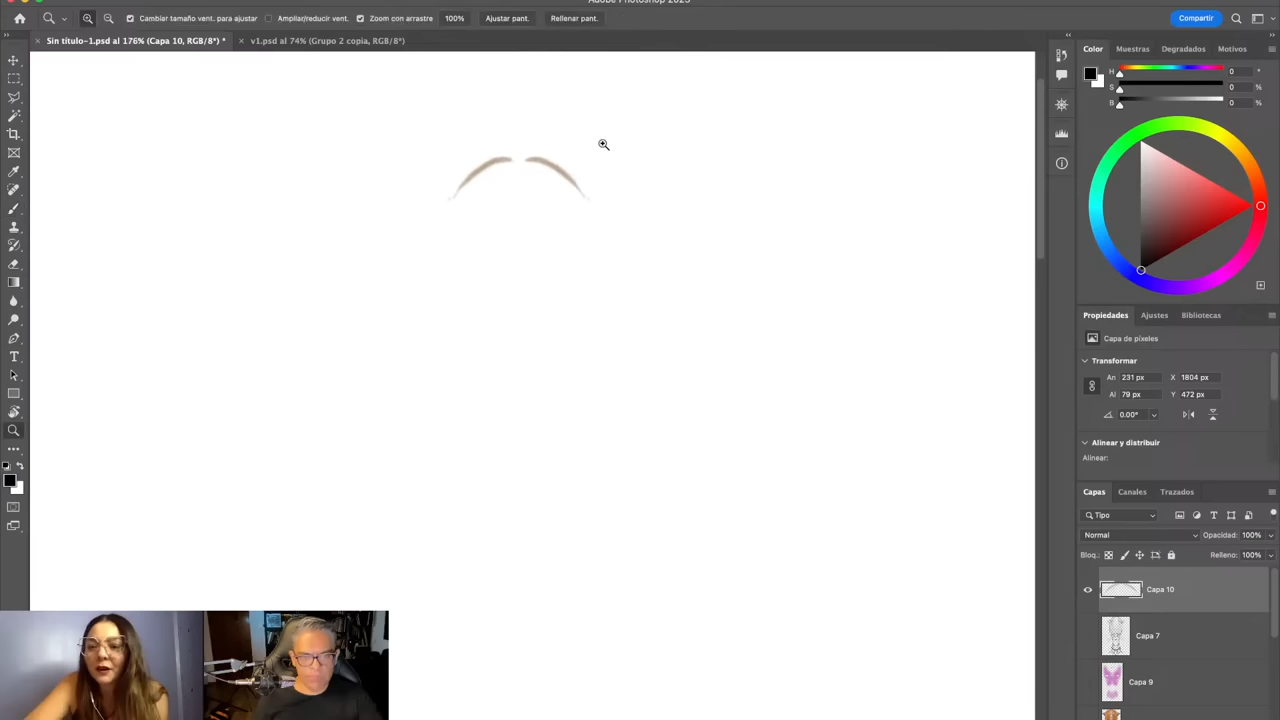 Adobe Photoshop 2023
Cambiar tamaño vent. para ajustar
Ampliar/reducir vent.
Zoom con arrastre
100%
Ajustar pant.
Rellenar pant.
Compartir
Sin título-1.psd al 176% (Capa 10, RGB/8*) *
v1.psd al 74% (Grupo 2 copia, RGB/8*)
Color
Muestras
Degradados
Motivos
H
0
°
S
0
%
B
0
%
Propiedades
Ajustes
Bibliotecas
Capa de píxeles
Transformar
An
231 px
X
1804 px
Al
79 px
Y
472 px
0.00°
Alinear y distribuir
Alinear:
Capas
Canales
Trazados
Tipo
Normal
Opacidad:
100%
Bloq.:
Relleno:
100%
Capa 10
Capa 7
Capa 9